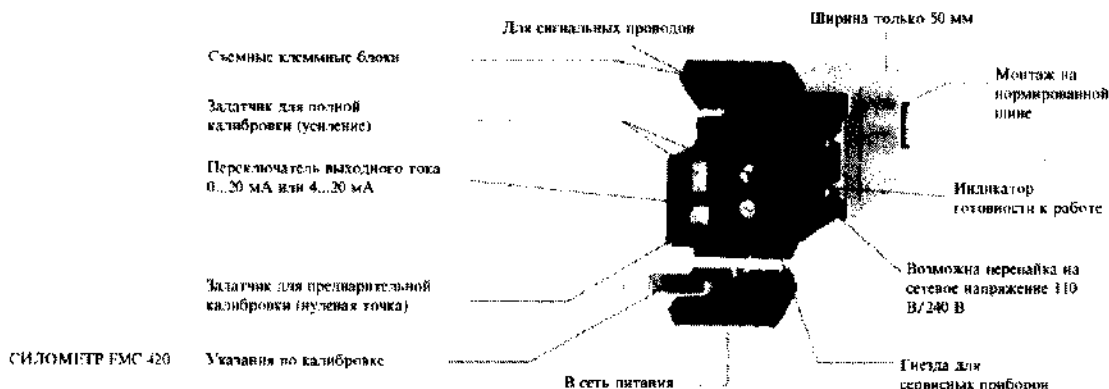 Ширина только 50 мм
Для сигнальных проводов
Съемные клеммные блоки
Монтаж на
нормированной
шине
Задатчик для полной
калибровки (усиление)
Переключатель выходного тока
0...20 мА или 4...20 мА
Индикатор
готовности к работе
Возможна перепайка на
сетевое напряжение 110
В/240 В
Задатчик для предварительной
калибровки (нулевая точка)
СИЛОМЕТР FMC 420
Указания по калибровке
Гнезда для
сервисных приборов
В сеть питания